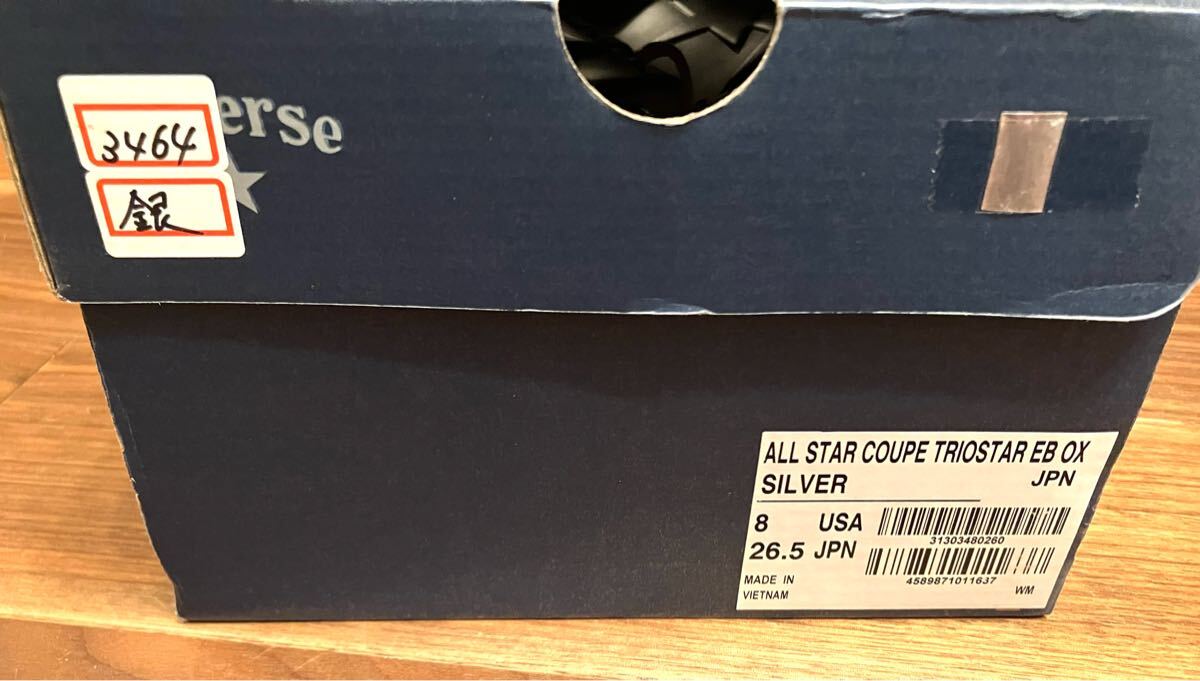 3464
銀
erse
ALL STAR COUPE TRIOSTAR EB OX
SILVER JPN
8 USA
31303480260
26.5 JPN
4589871011637
MADE IN
VIETNAM
WM